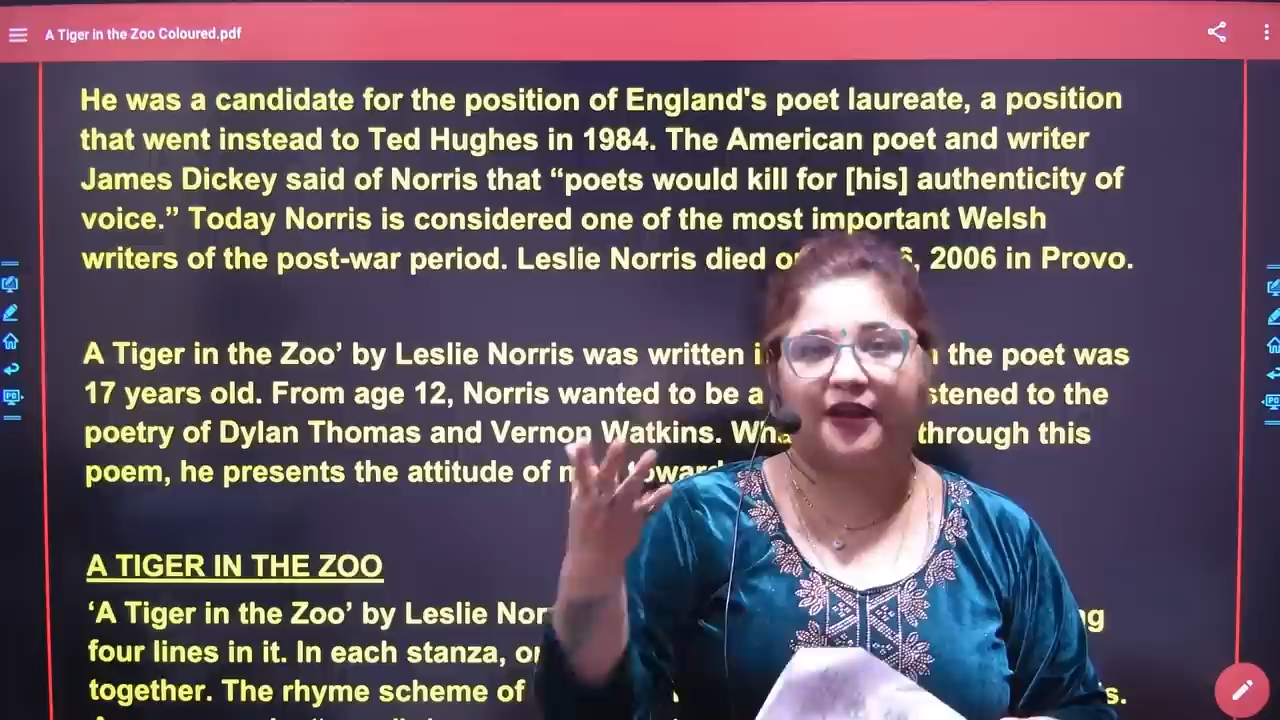 A Tiger in the Zoo Coloured.pdf
He was a candidate for the position of England's poet laureate, a position
that went instead to Ted Hughes in 1984. The American poet and writer
James Dickey said of Norris that “poets would kill for [his] authenticity of
voice.” Today Norris is considered one of the most important Welsh
writers of the post-war period. Leslie Norris died 6, 2006 in Provo.
A Tiger in the Zoo’ by Leslie Norris was written the poet was
17 years old. From age 12, Norris wanted to be a to the
poetry of Dylan Thomas and Vernon Watkins. through this
poem, he presents the attitude of
A TIGER IN THE ZOO
‘A Tiger in the Zoo’ by Leslie
four lines in it. In each stanza,
together. The rhyme scheme of